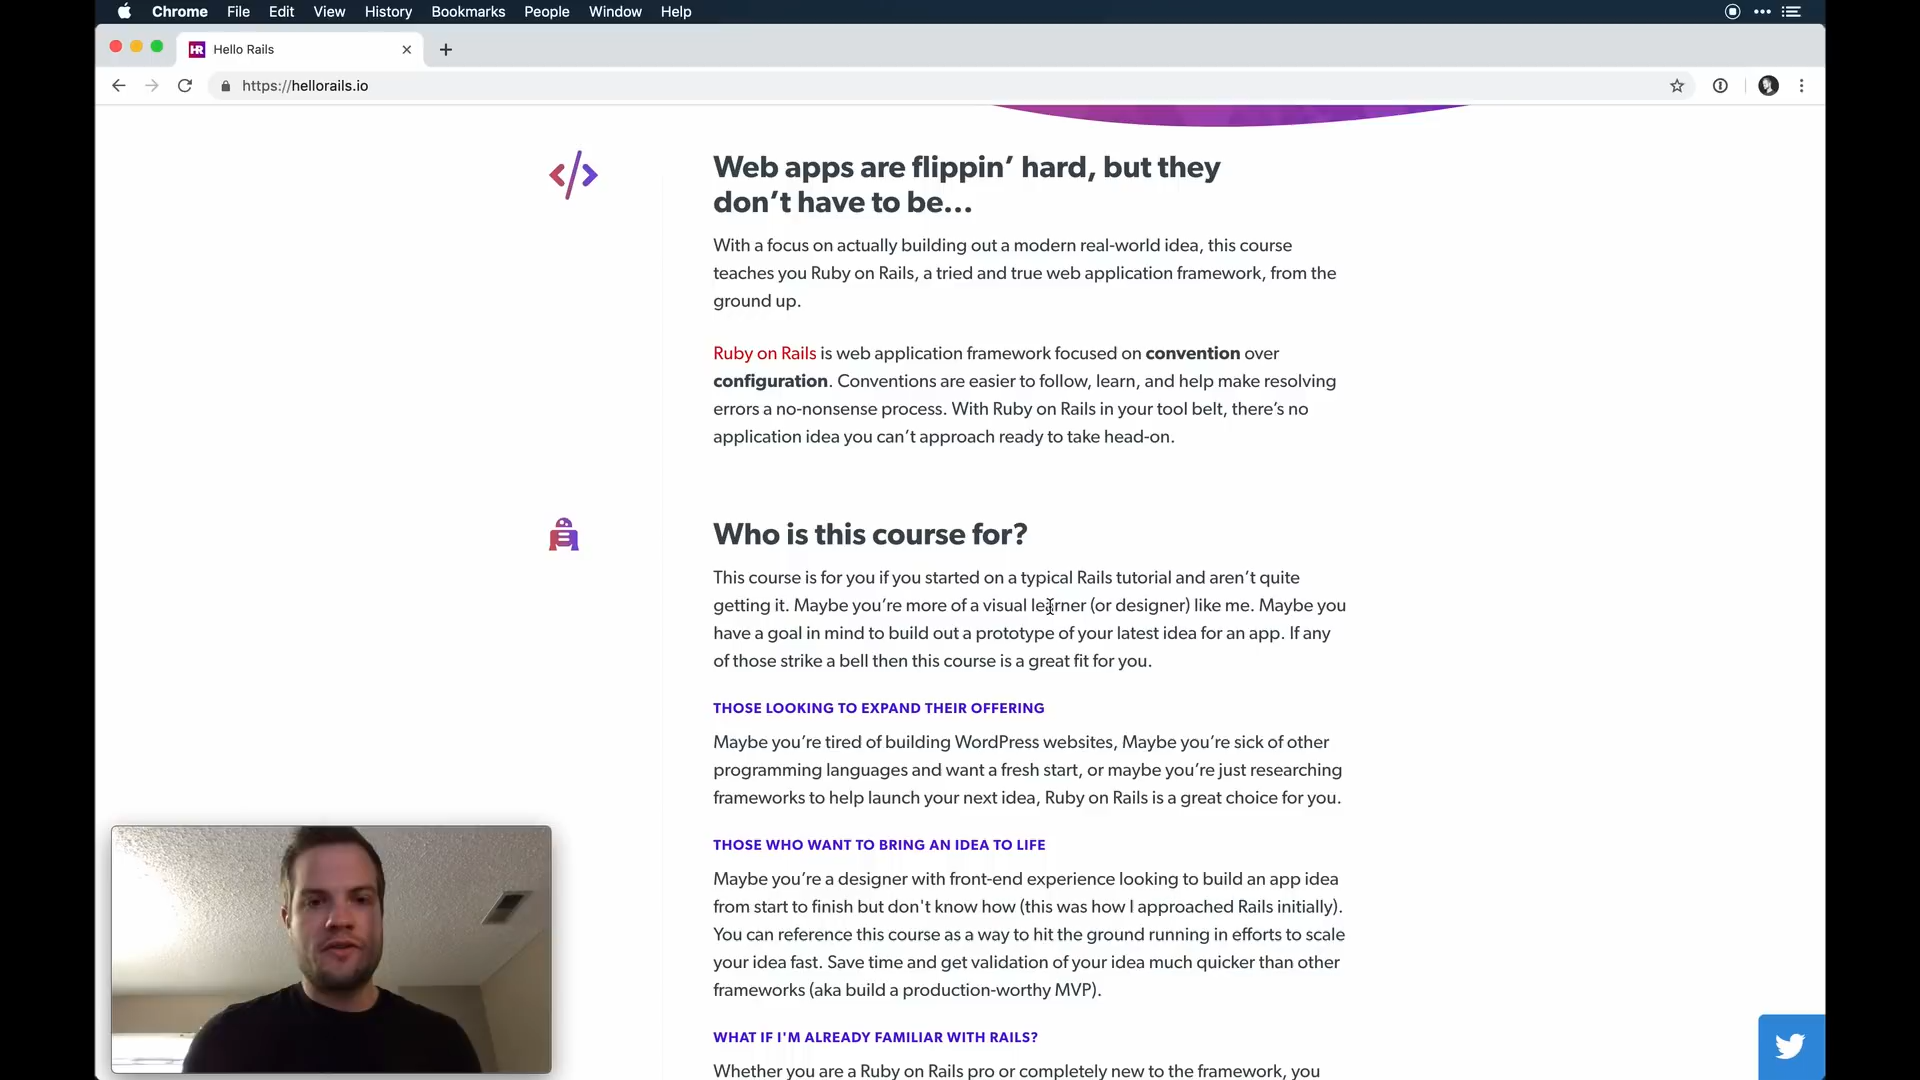 Chrome File Edit View History Bookmarks People Window Help
HR Hello Rails
https://hellorails.io
Web apps are flippin’ hard, but they
don’t have to be…
With a focus on actually building out a modern real-world idea, this course
teaches you Ruby on Rails, a tried and true web application framework, from the
ground up.
Ruby on Rails is web application framework focused on convention over
configuration. Conventions are easier to follow, learn, and help make resolving
errors a no-nonsense process. With Ruby on Rails in your tool belt, there’s no
application idea you can’t approach ready to take head-on.
Who is this course for?
This course is for you if you started on a typical Rails tutorial and aren’t quite
getting it. Maybe you’re more of a visual learner (or designer) like me. Maybe you
have a goal in mind to build out a prototype of your latest idea for an app. If any
of those strike a bell then this course is a great fit for you.
THOSE LOOKING TO EXPAND THEIR OFFERING
Maybe you’re tired of building WordPress websites, Maybe you’re sick of other
programming languages and want a fresh start, or maybe you’re just researching
frameworks to help launch your next idea, Ruby on Rails is a great choice for you.
THOSE WHO WANT TO BRING AN IDEA TO LIFE
Maybe you’re a designer with front-end experience looking to build an app idea
from start to finish but don't know how (this was how I approached Rails initially).
You can reference this course as a way to hit the ground running in efforts to scale
your idea fast. Save time and get validation of your idea much quicker than other
frameworks (aka build a production-worthy MVP).
WHAT IF I'M ALREADY FAMILIAR WITH RAILS?
Whether you are a Ruby on Rails pro or completely new to the framework, you